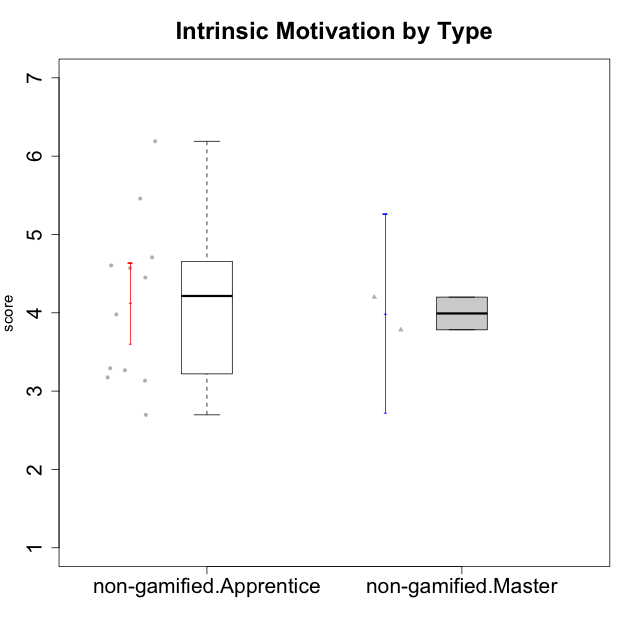 Intrinsic Motivation by Type
score
7
6
5
4
3
2
1
non-gamified.Apprentice
non-gamified.Master